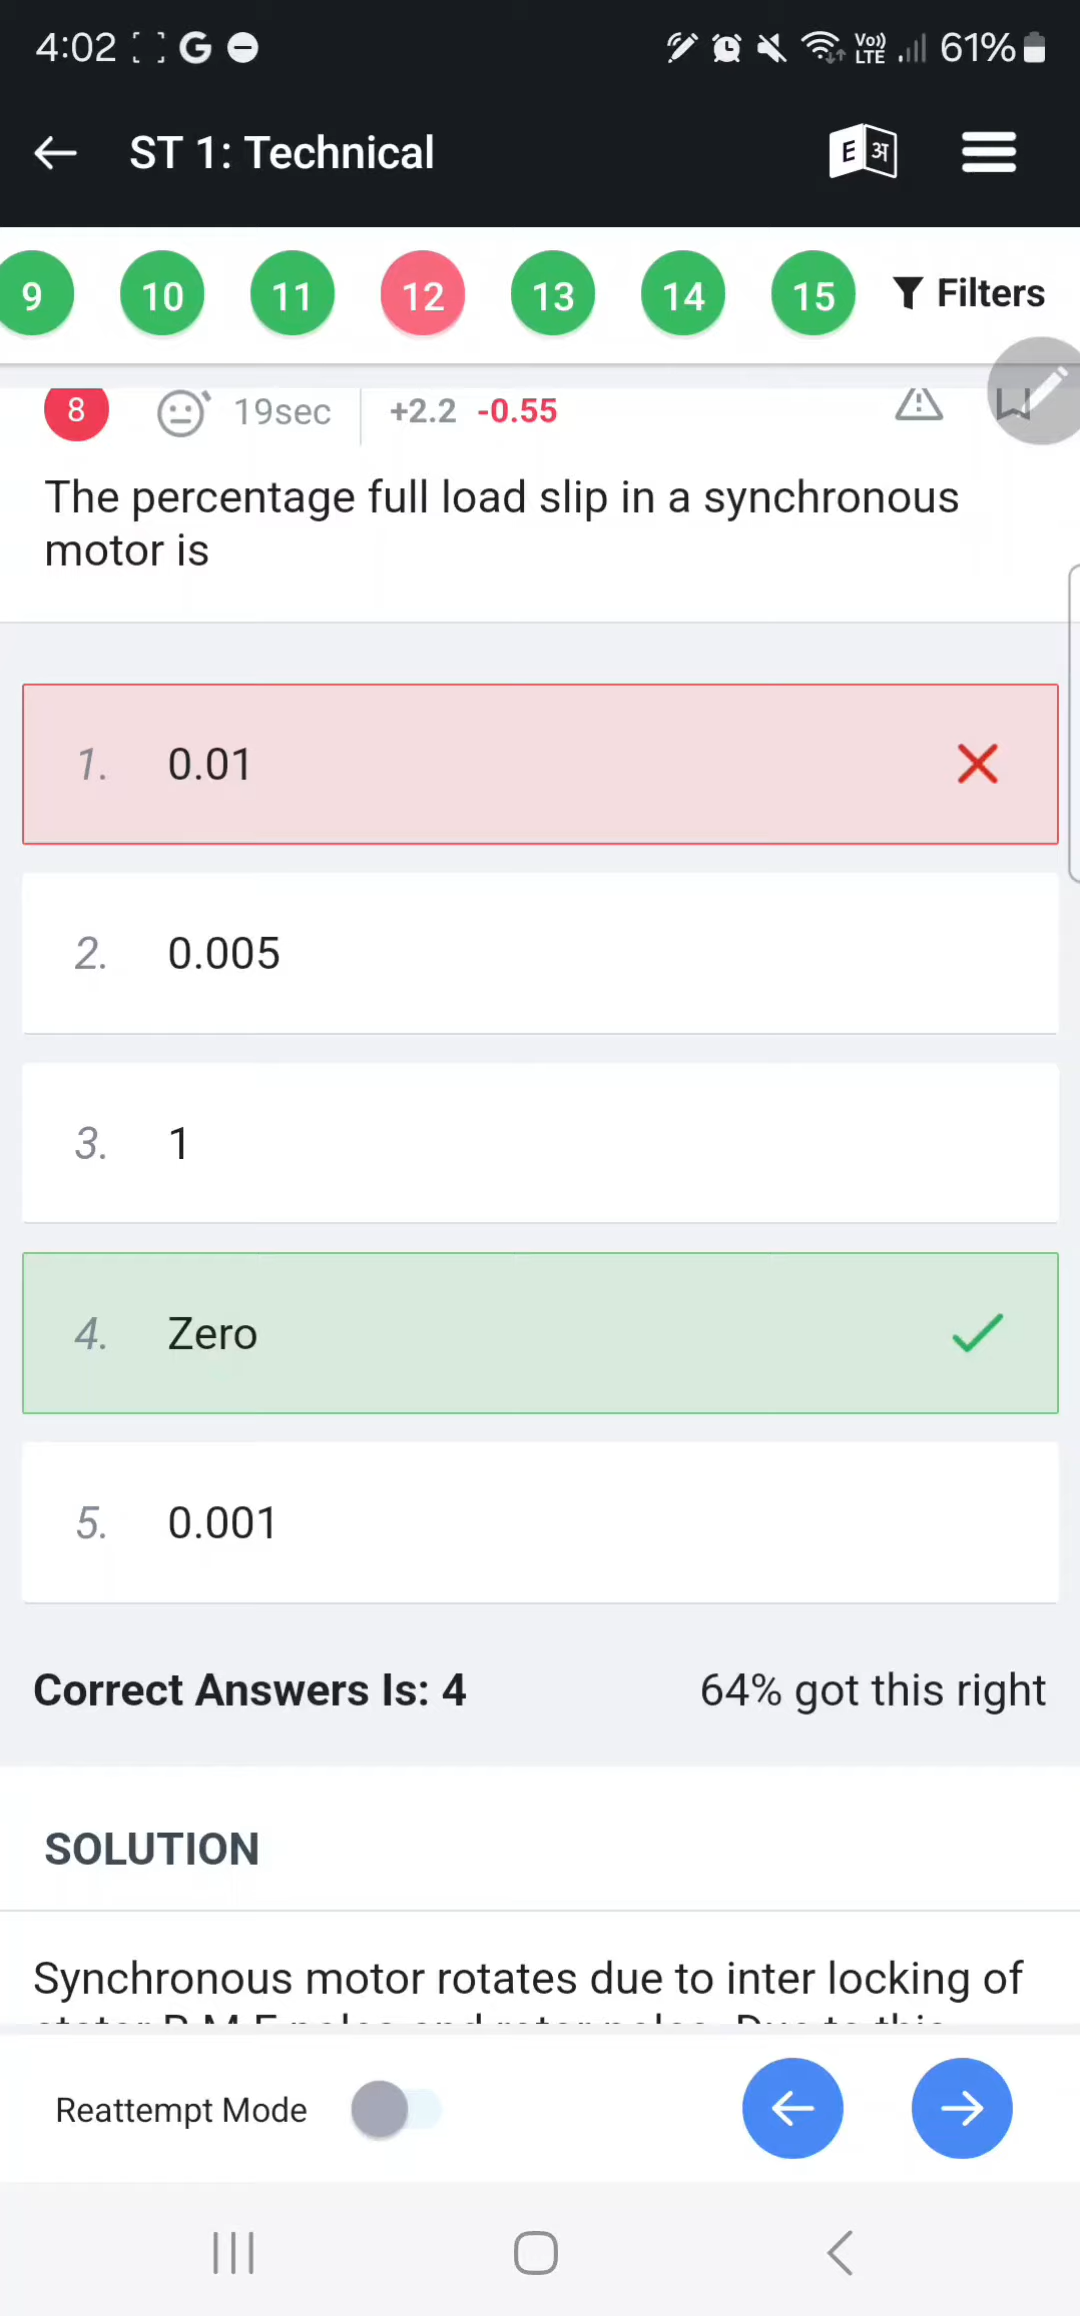 4:02 G Vo)) LTE 61%
ST 1: Technical E अ
9 10 11 12 13 14 15 Filters
8 19sec +2.2 -0.55
The percentage full load slip in a synchronous
motor is
1. 0.01
2. 0.005
3. 1
4. Zero
5. 0.001
Correct Answers Is: 4 64% got this right
SOLUTION
Synchronous motor rotates due to inter locking of
Reattempt Mode